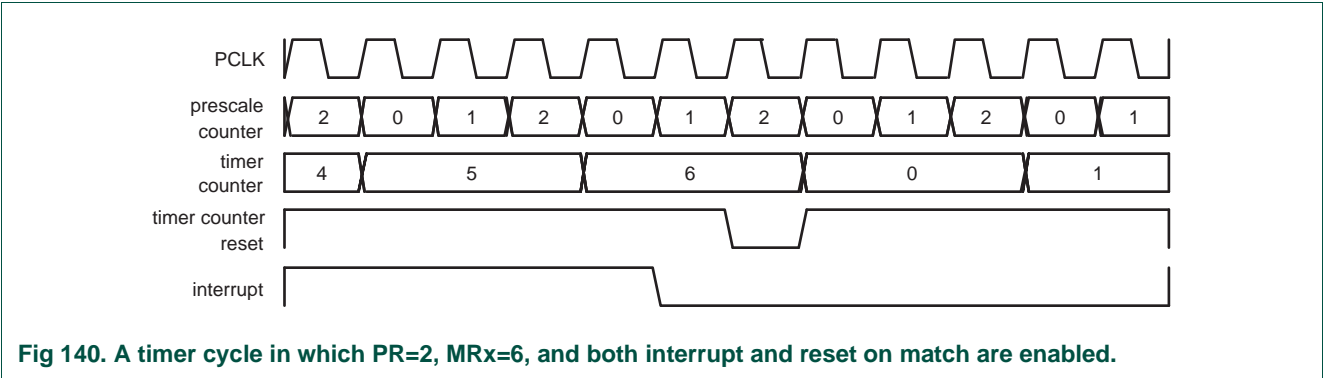 PCLK
prescale
counter
2 0 1 2 0 1 2 0 1 2 0 1
timer
counter
4 5 6 0 1
timer counter
reset
interrupt
Fig 140. A timer cycle in which PR=2, MRx=6, and both interrupt and reset on match are enabled.